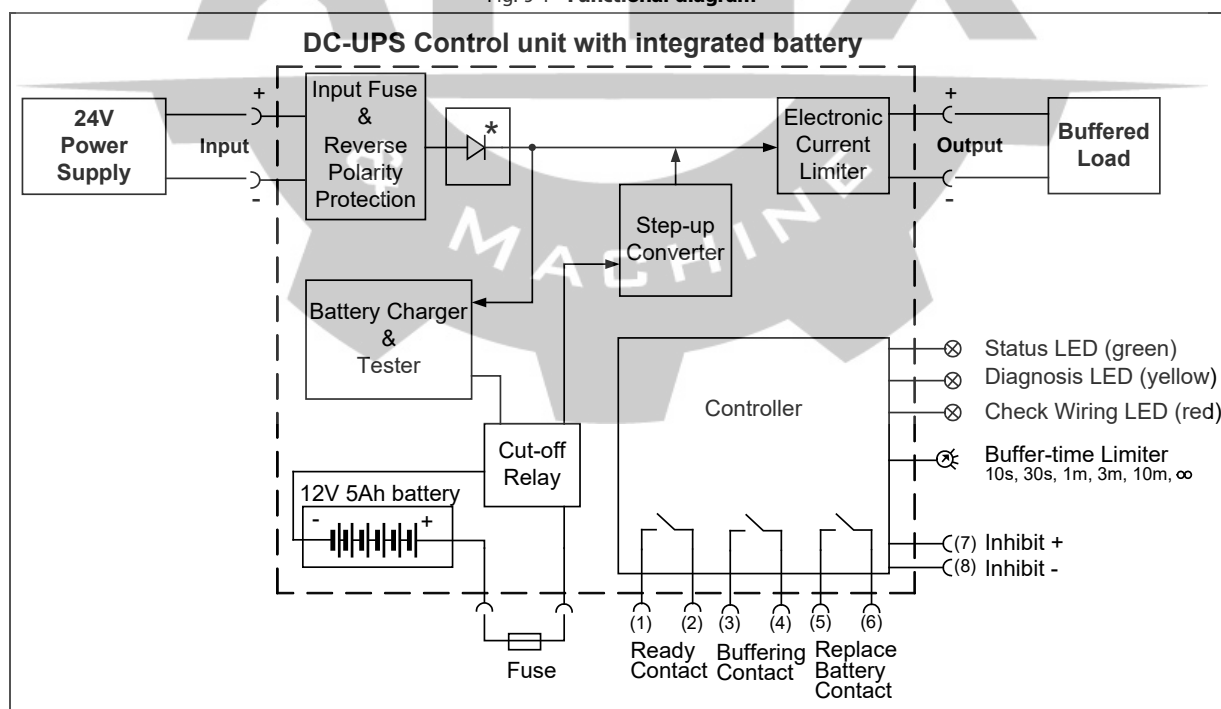 Fig. 9-1 Functional diagram
DC-UPS Control unit with integrated battery
24V
Power
Supply
+
Input
-
Input Fuse
&
Reverse
Polarity
Protection
*
Electronic
Current
Limiter
+
Output
-
Buffered
Load
Step-up
Converter
MACHINE
Battery Charger
&
Tester
Controller
Status LED (green)
Diagnosis LED (yellow)
Check Wiring LED (red)
Buffer-time Limiter
10s, 30s, 1m, 3m, 10m, ∞
Cut-off
Relay
12V 5Ah battery
- +
(7) Inhibit +
(8) Inhibit -
Fuse
(1) (2) (3) (4) (5) (6)
Ready
Contact
Buffering
Contact
Replace
Battery
Contact